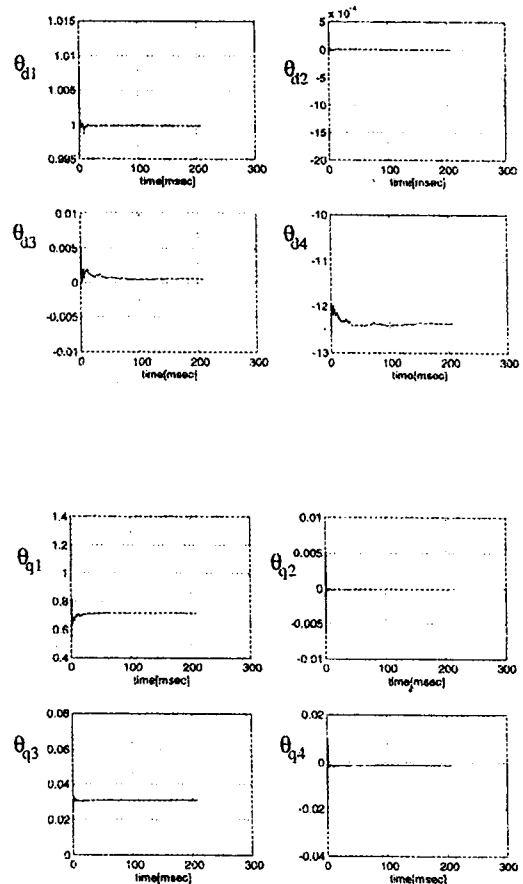 1.015
1.01
θd1
1.005
1
0.995
0 100 200 300
time[msec]
5 x 10^-4
0
θd2
-5
-10
-15
-20
0 100 200 300
time[msec]
0.01
θd3
0.005
0
-0.005
-0.01
0 100 200 300
time[msec]
-10
θd4
-11
-12
-13
0 100 200 300
time[msec]
1.4
1.2
θq1
1
0.8
0.6
0.4
0 100 200 300
time[msec]
0.01
0.005
θq2
0
-0.005
-0.01
0 100 200 300
time[msec]
0.08
θq3
0.06
0.04
0.02
0
0 100 200 300
time[msec]
0.02
θq4
0
-0.02
-0.04
0 100 200 300
time[msec]